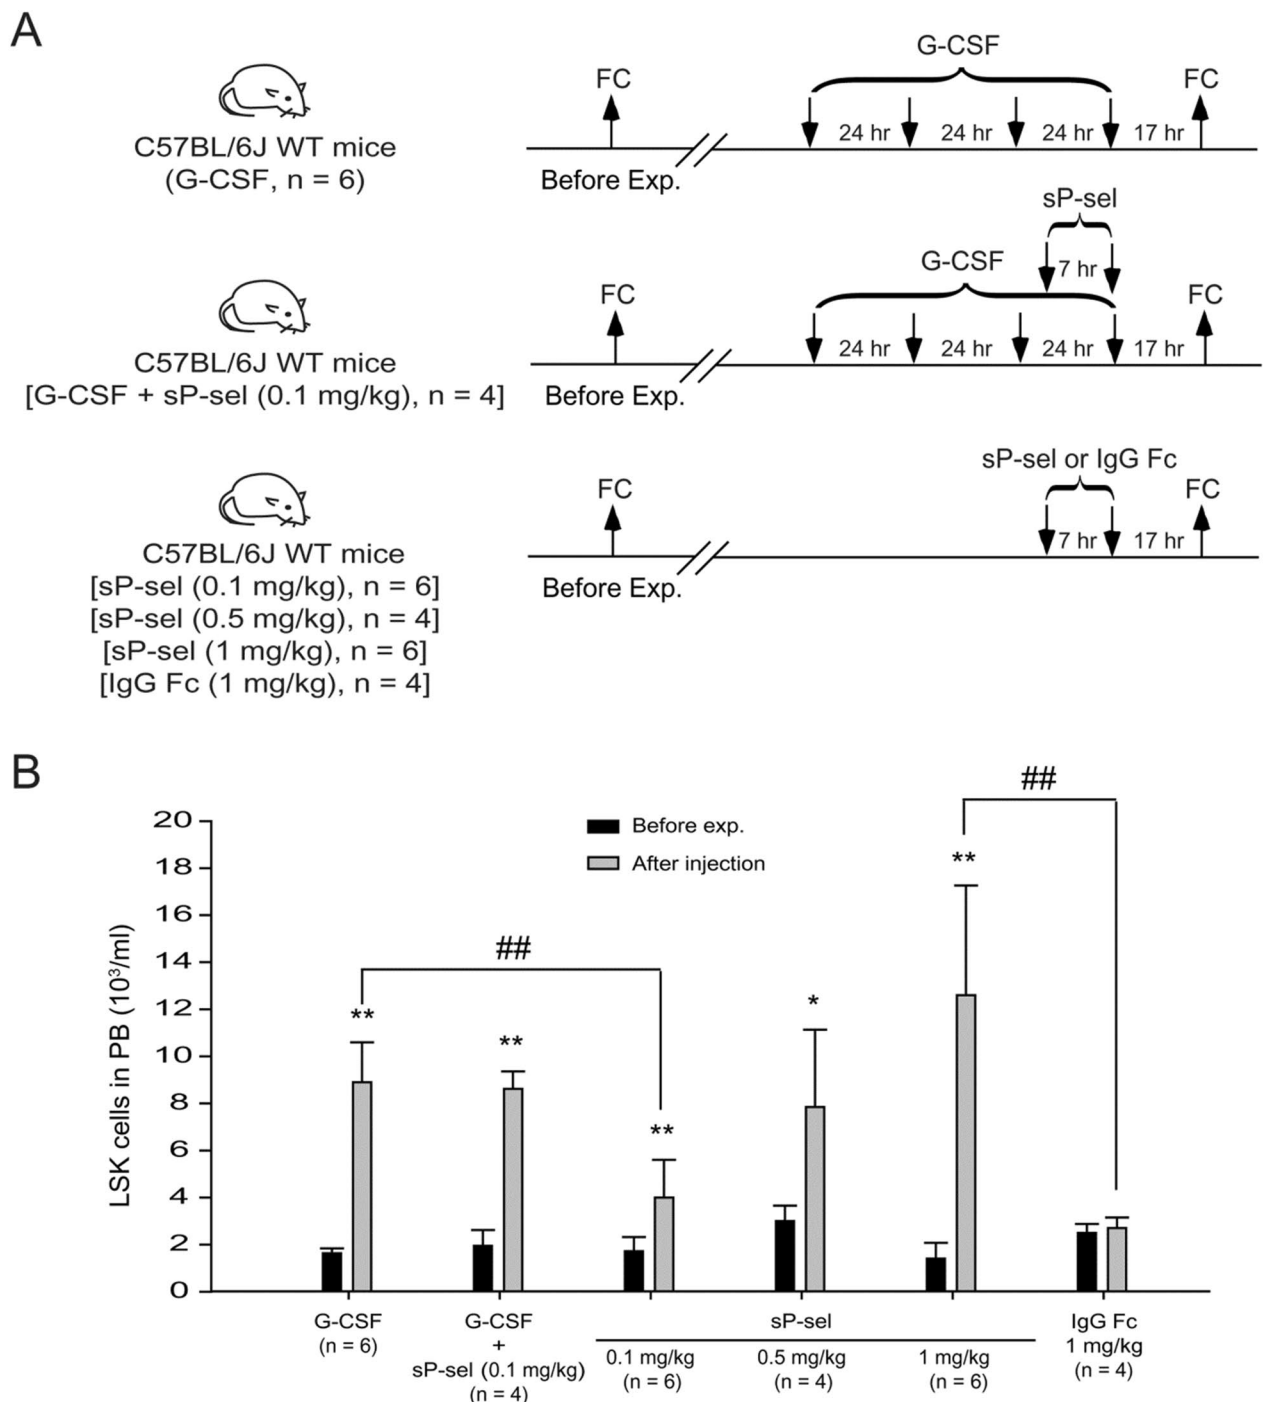 A
C57BL/6J WT mice
(G-CSF, n = 6)
FC
G-CSF
FC
24 hr 24 hr 24 hr 17 hr
Before Exp.
C57BL/6J WT mice
[G-CSF + sP-sel (0.1 mg/kg), n = 4]
sP-sel
7 hr
G-CSF
FC
FC
24 hr 24 hr 24 hr 17 hr
Before Exp.
C57BL/6J WT mice
[sP-sel (0.1 mg/kg), n = 6]
[sP-sel (0.5 mg/kg), n = 4]
[sP-sel (1 mg/kg), n = 6]
[IgG Fc (1 mg/kg), n = 4]
sP-sel or IgG Fc
FC
FC
7 hr 17 hr
Before Exp.
B
LSK cells in PB (10³/ml)
20
18
16
14
12
10
8
6
4
2
0
Before exp.
After injection
##
**
##
*
**
**
**
G-CSF
(n = 6)
G-CSF
+
sP-sel (0.1 mg/kg)
(n = 4)
sP-sel
0.1 mg/kg
(n = 6)
0.5 mg/kg
(n = 4)
1 mg/kg
(n = 6)
IgG Fc
1 mg/kg
(n = 4)